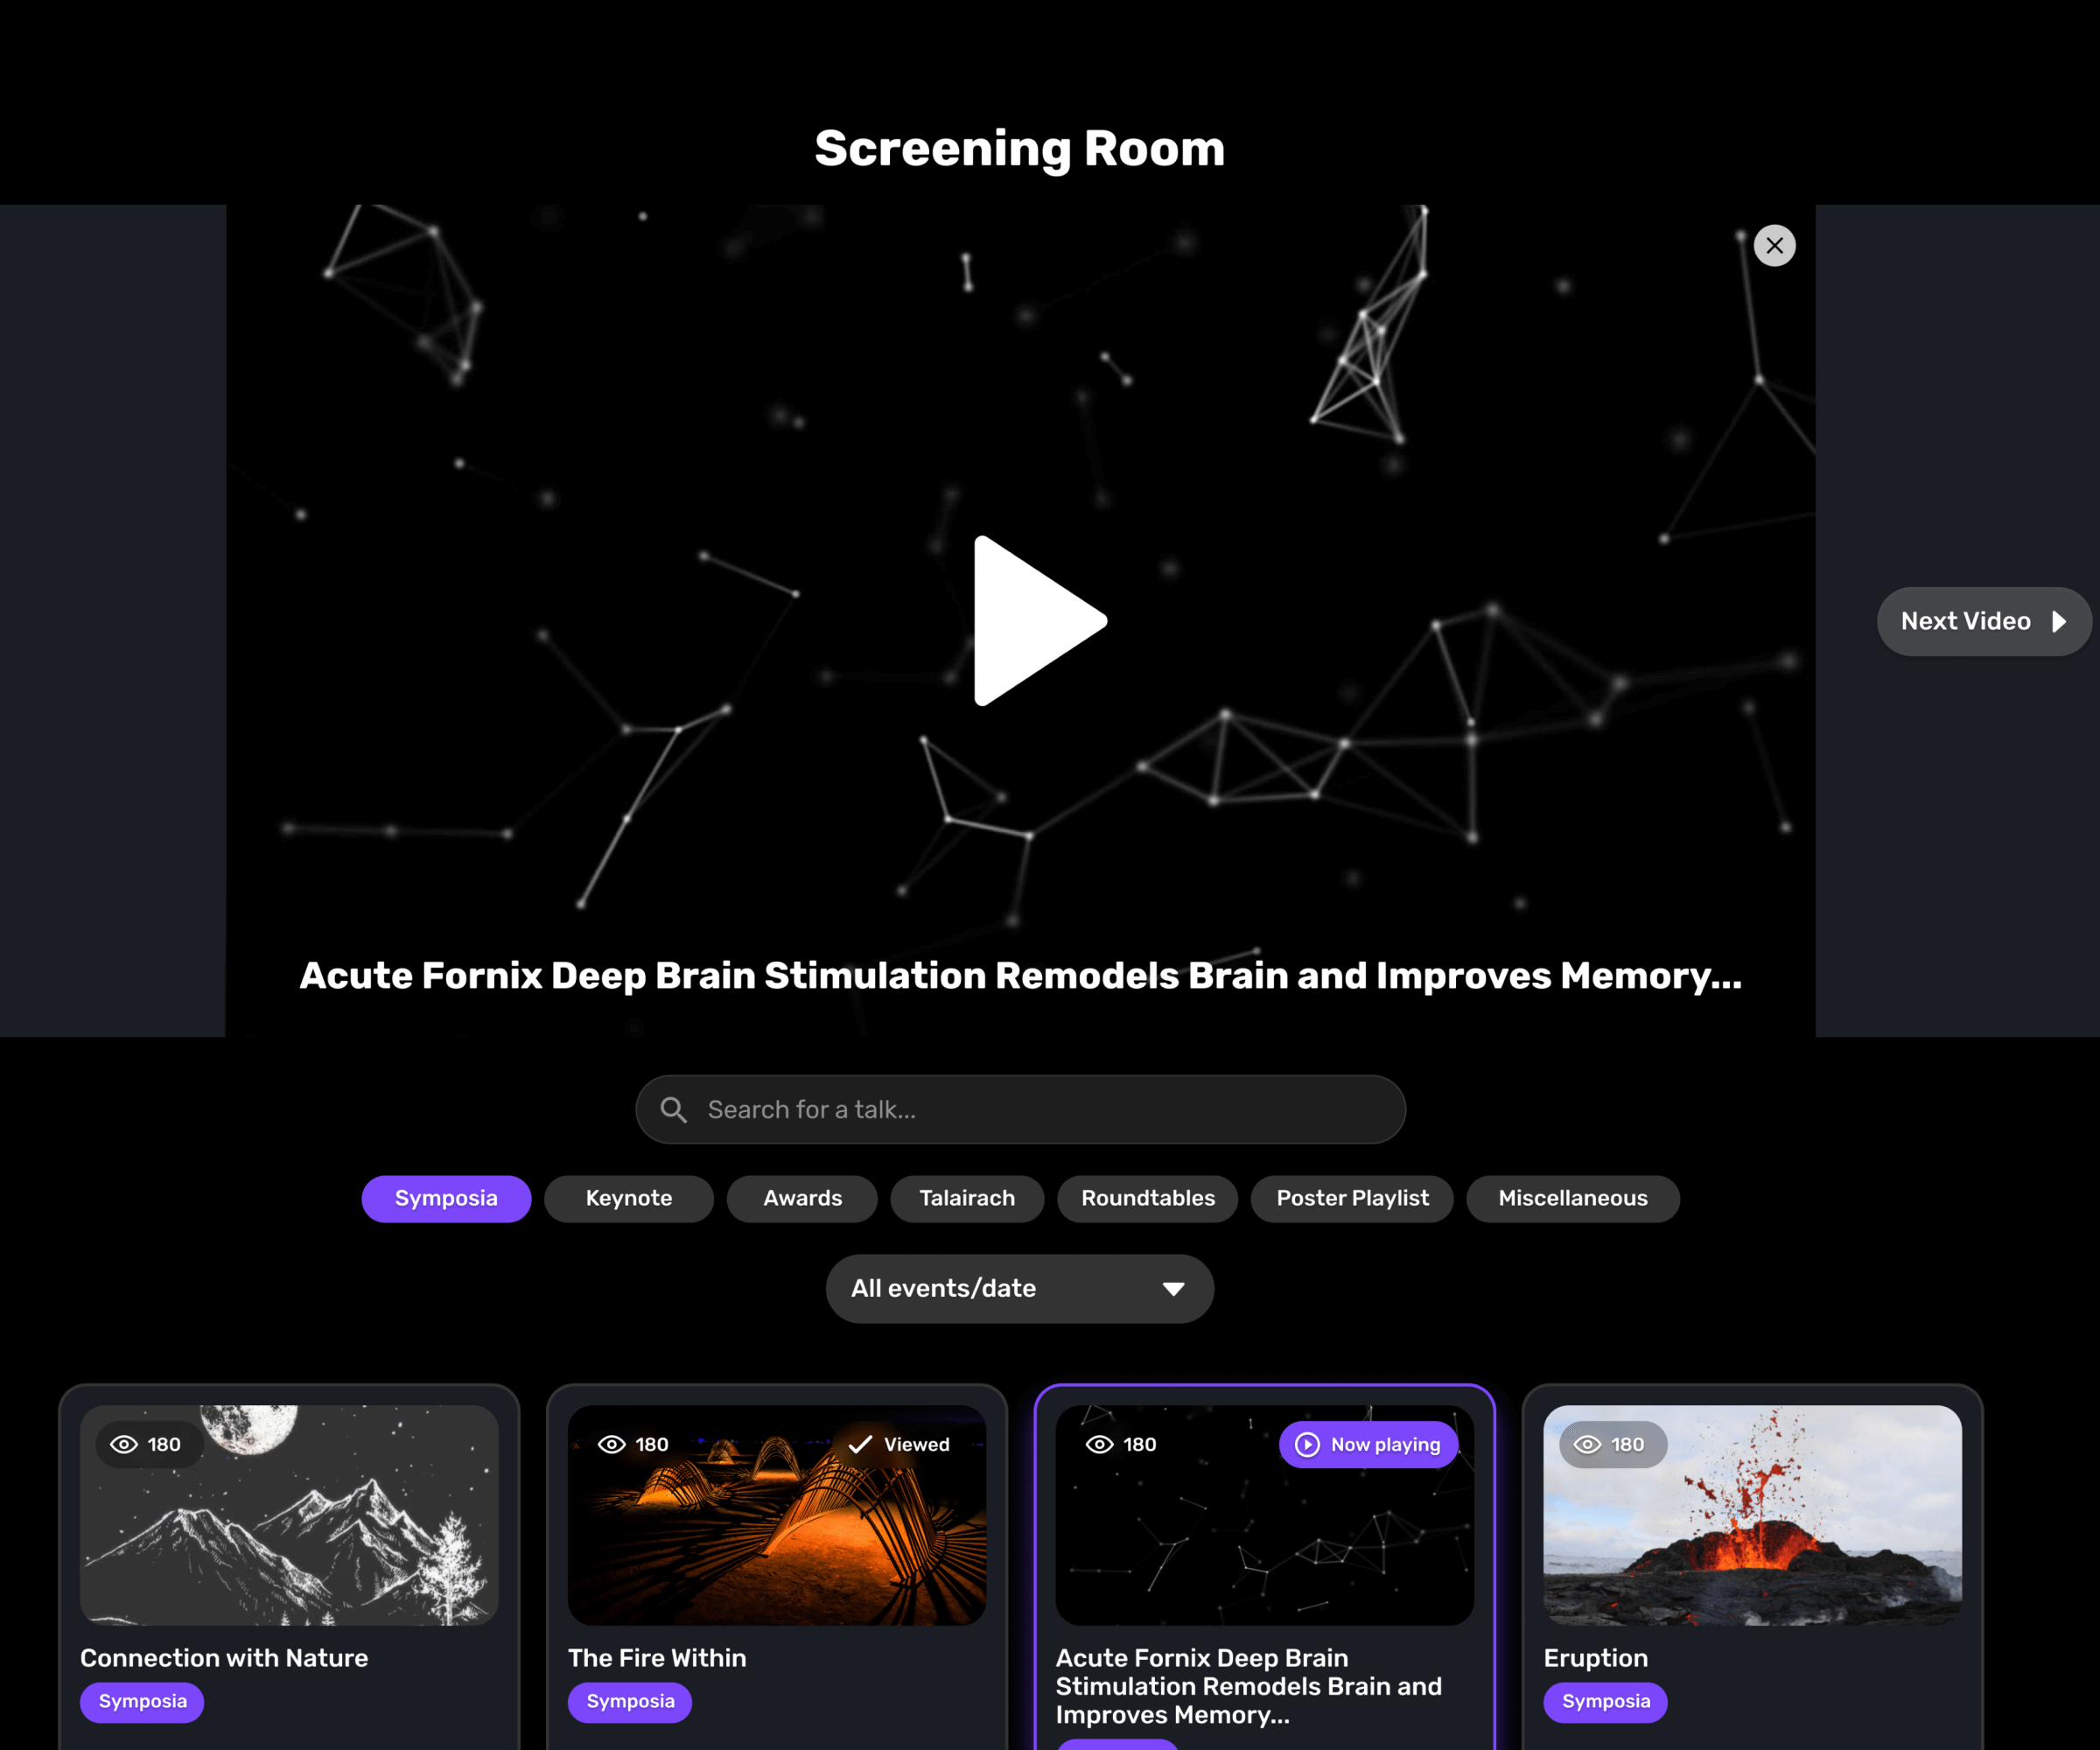 Screening Room
Next Video
Acute Fornix Deep Brain Stimulation Remodels Brain and Improves Memory...
Search for a talk...
Symposia
Keynote
Awards
Talairach
Roundtables
Poster Playlist
Miscellaneous
All events/date
180
Connection with Nature
Symposia
180
Viewed
The Fire Within
Symposia
180
Now playing
Acute Fornix Deep Brain
Stimulation Remodels Brain and
Improves Memory...
180
Eruption
Symposia